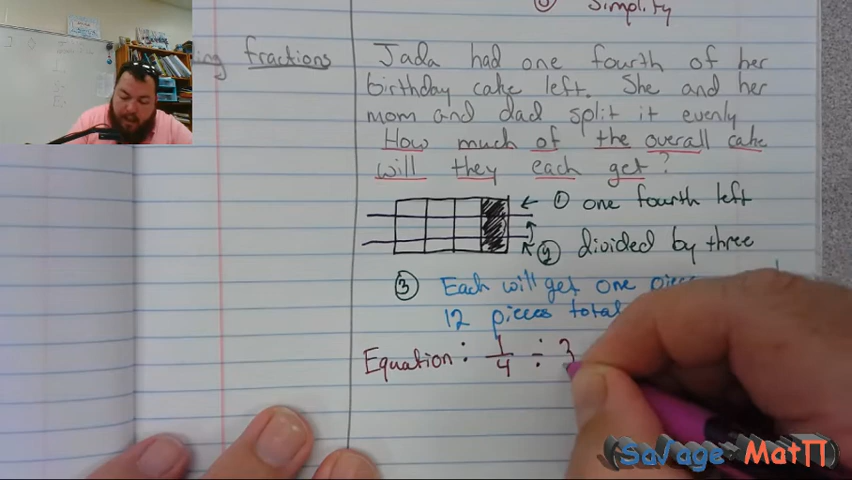 Simplify
fractions
Jada had one fourth of her
birthday cake left. She and her
mom and dad split it evenly
How much of the overall cake
will they each get?
① one fourth left
② divided by three
③ Each will get one piece
12 pieces total
Equation: 1/4 ÷ 3
Savage Math